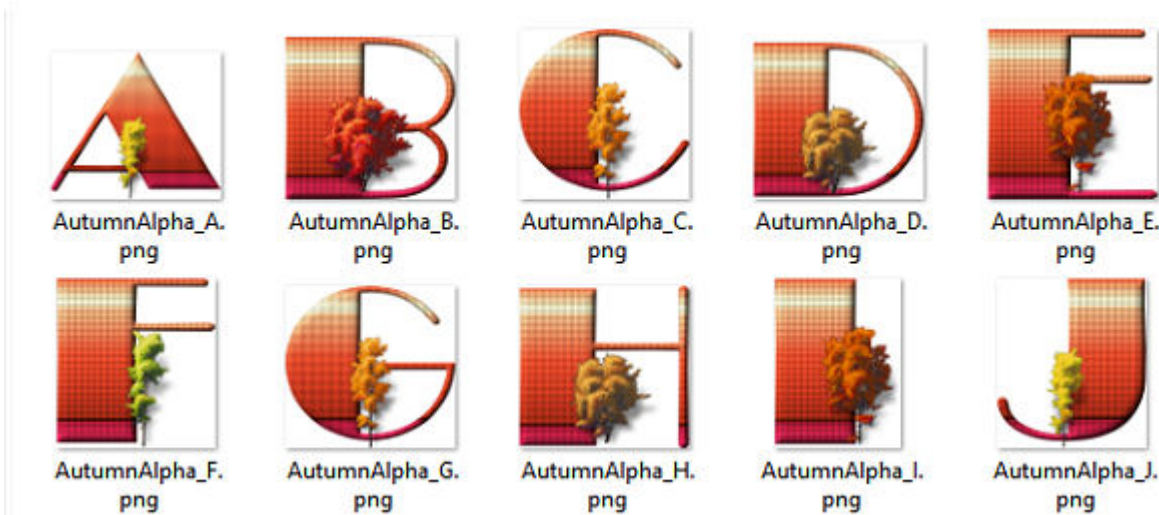 A B C D E
AutumnAlpha_A. AutumnAlpha_B. AutumnAlpha_C. AutumnAlpha_D. AutumnAlpha_E.
png png png png png
F G H I J
AutumnAlpha_F. AutumnAlpha_G. AutumnAlpha_H. AutumnAlpha_I. AutumnAlpha_J.
png png png png png